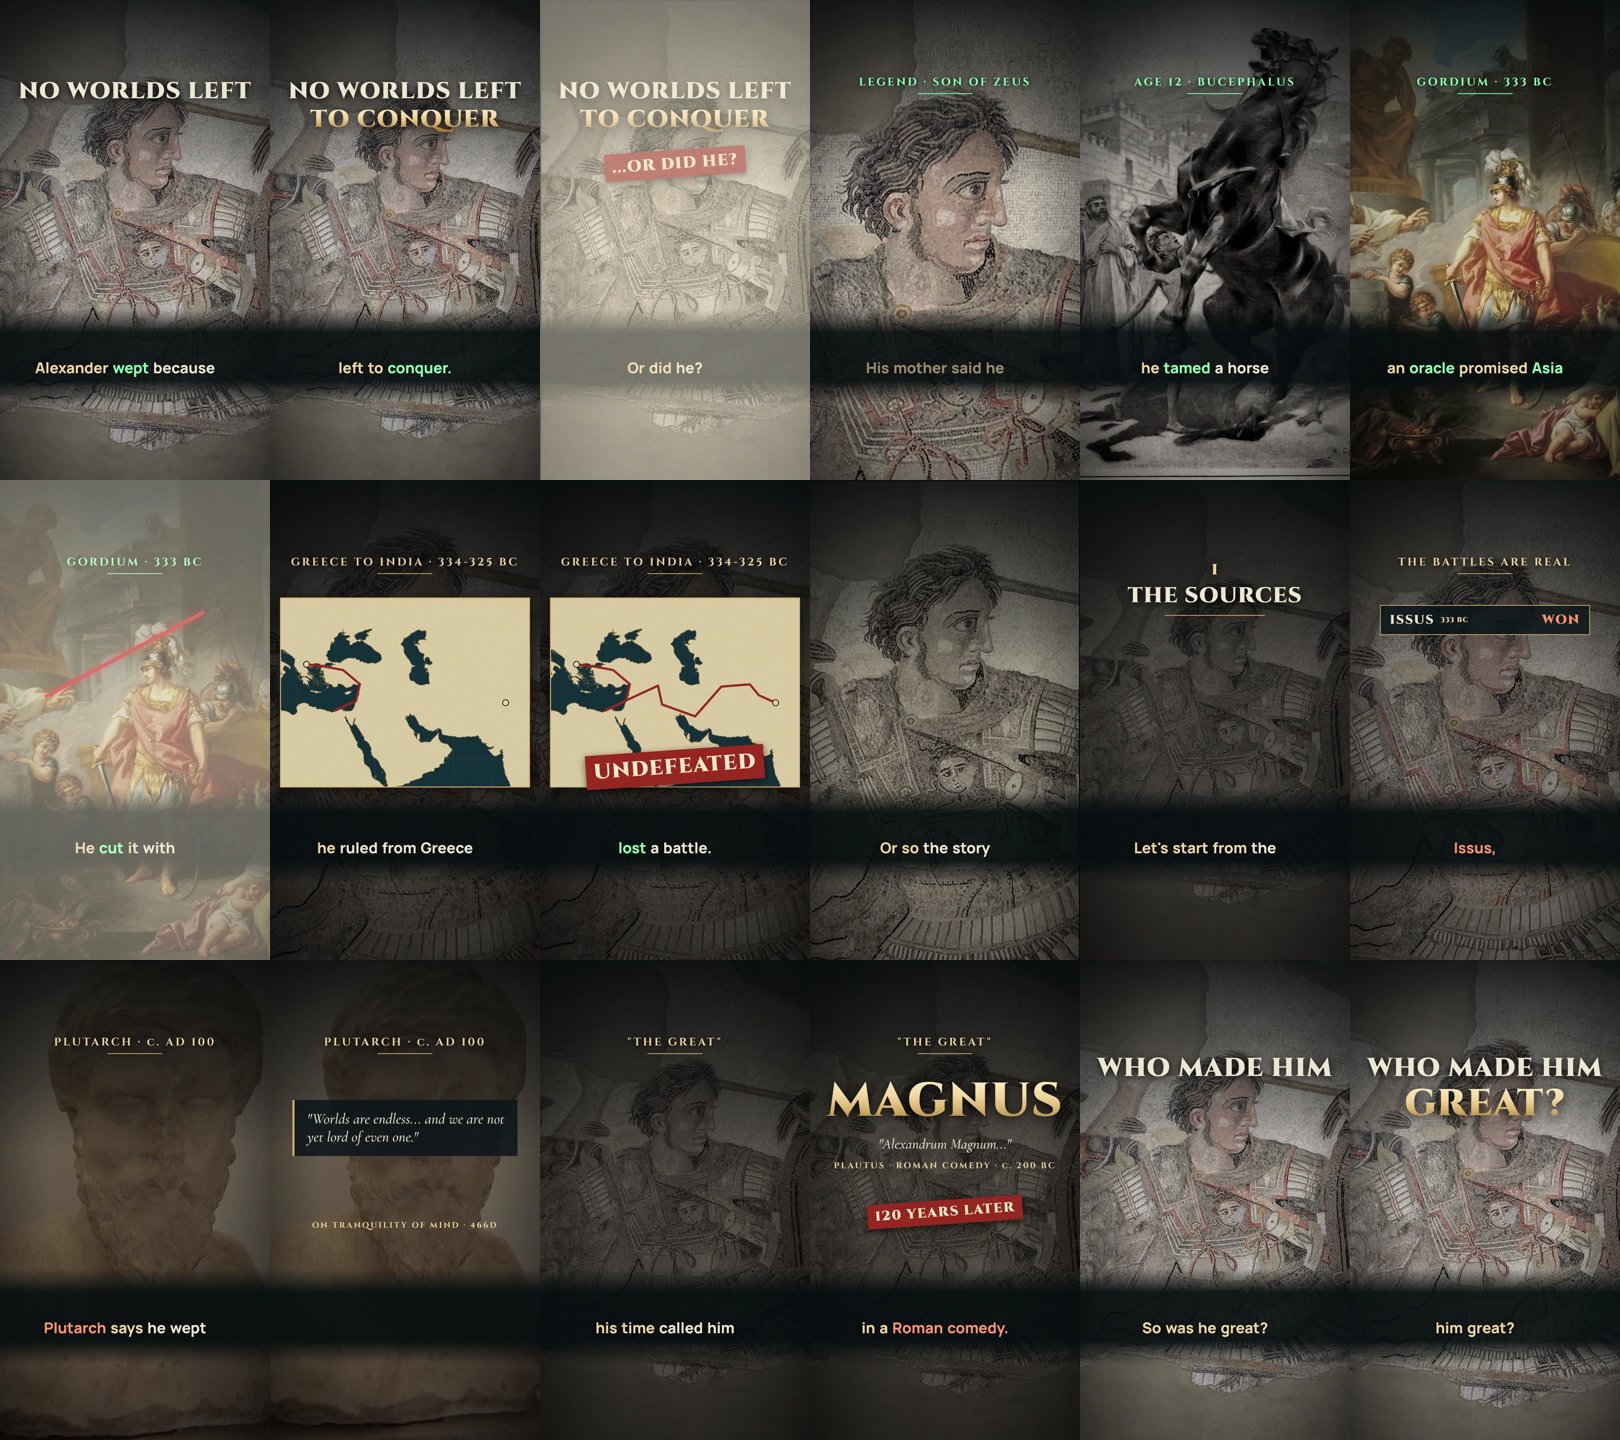 NO WORLDS LEFT
Alexander wept because
NO WORLDS LEFT
TO CONQUER
left to conquer.
NO WORLDS LEFT
TO CONQUER
...OR DID HE?
Or did he?
LEGEND · SON OF ZEUS
His mother said he
AGE 12 · BUCEPHALUS
he tamed a horse
GORDIUM · 333 BC
an oracle promised Asia
GORDIUM · 333 BC
He cut it with
GREECE TO INDIA · 334-325 BC
he ruled from Greece
GREECE TO INDIA · 334-325 BC
UNDEFEATED
lost a battle.
Or so the story
I
THE SOURCES
Let's start from the
THE BATTLES ARE REAL
ISSUS 333 BC WON
Issus,
PLUTARCH · C. AD 100
Plutarch says he wept
PLUTARCH · C. AD 100
"Worlds are endless... and we are not
yet lord of even one."
ON TRANQUILITY OF MIND · 466D
"THE GREAT"
his time called him
"THE GREAT"
MAGNUS
"Alexandrum Magnum..."
PLAUTUS · ROMAN COMEDY · C. 200 BC
120 YEARS LATER
in a Roman comedy.
WHO MADE HIM
So was he great?
WHO MADE HIM
GREAT?
him great?